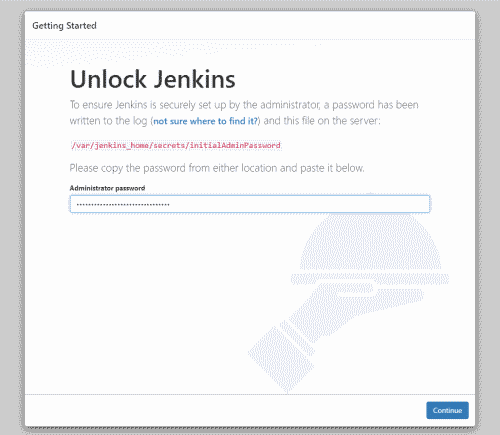 Getting Started
Unlock Jenkins
To ensure Jenkins is securely set up by the administrator, a password has been
written to the log (not sure where to find it?) and this file on the server:
/var/jenkins_home/secrets/initialAdminPassword
Please copy the password from either location and paste it below.
Administrator password
Continue